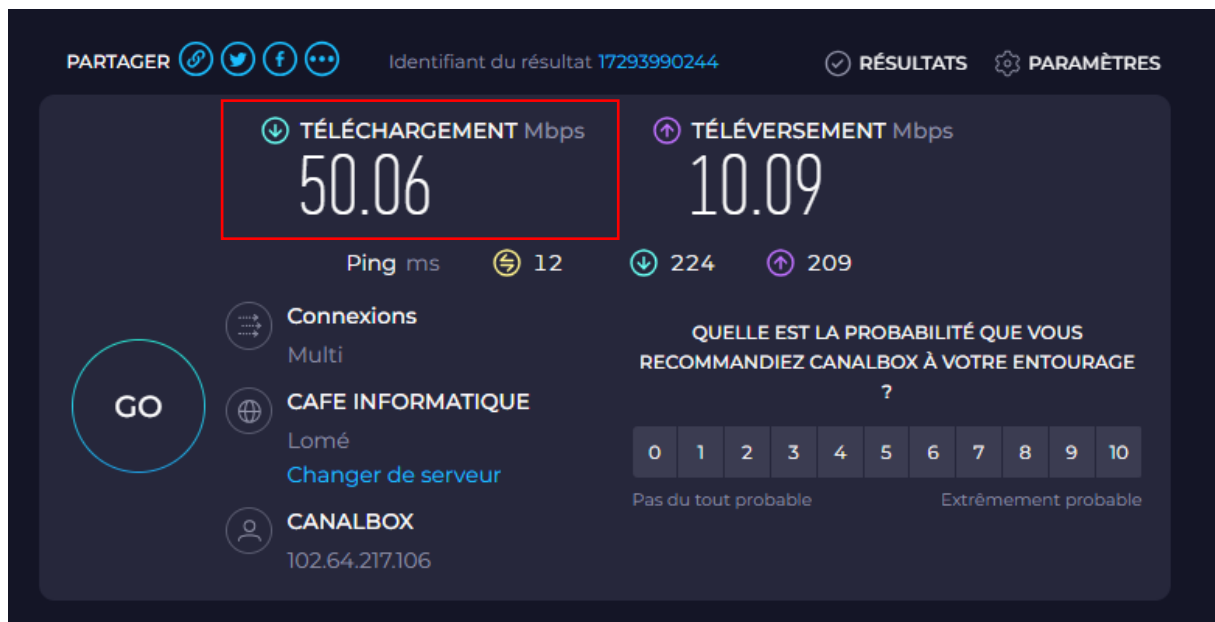 PARTAGER Identifiant du résultat 17293990244 RÉSULTATS PARAMÈTRES
TÉLÉCHARGEMENT Mbps
50.06
TÉLÉVERSEMENT Mbps
10.09
Ping ms 12 224 209
Connexions
Multi
CAFE INFORMATIQUE
Lomé
Changer de serveur
CANALBOX
102.64.217.106
GO
QUELLE EST LA PROBABILITÉ QUE VOUS
RECOMMANDIEZ CANALBOX À VOTRE ENTOURAGE
?
0 1 2 3 4 5 6 7 8 9 10
Pas du tout probable Extrêmement probable